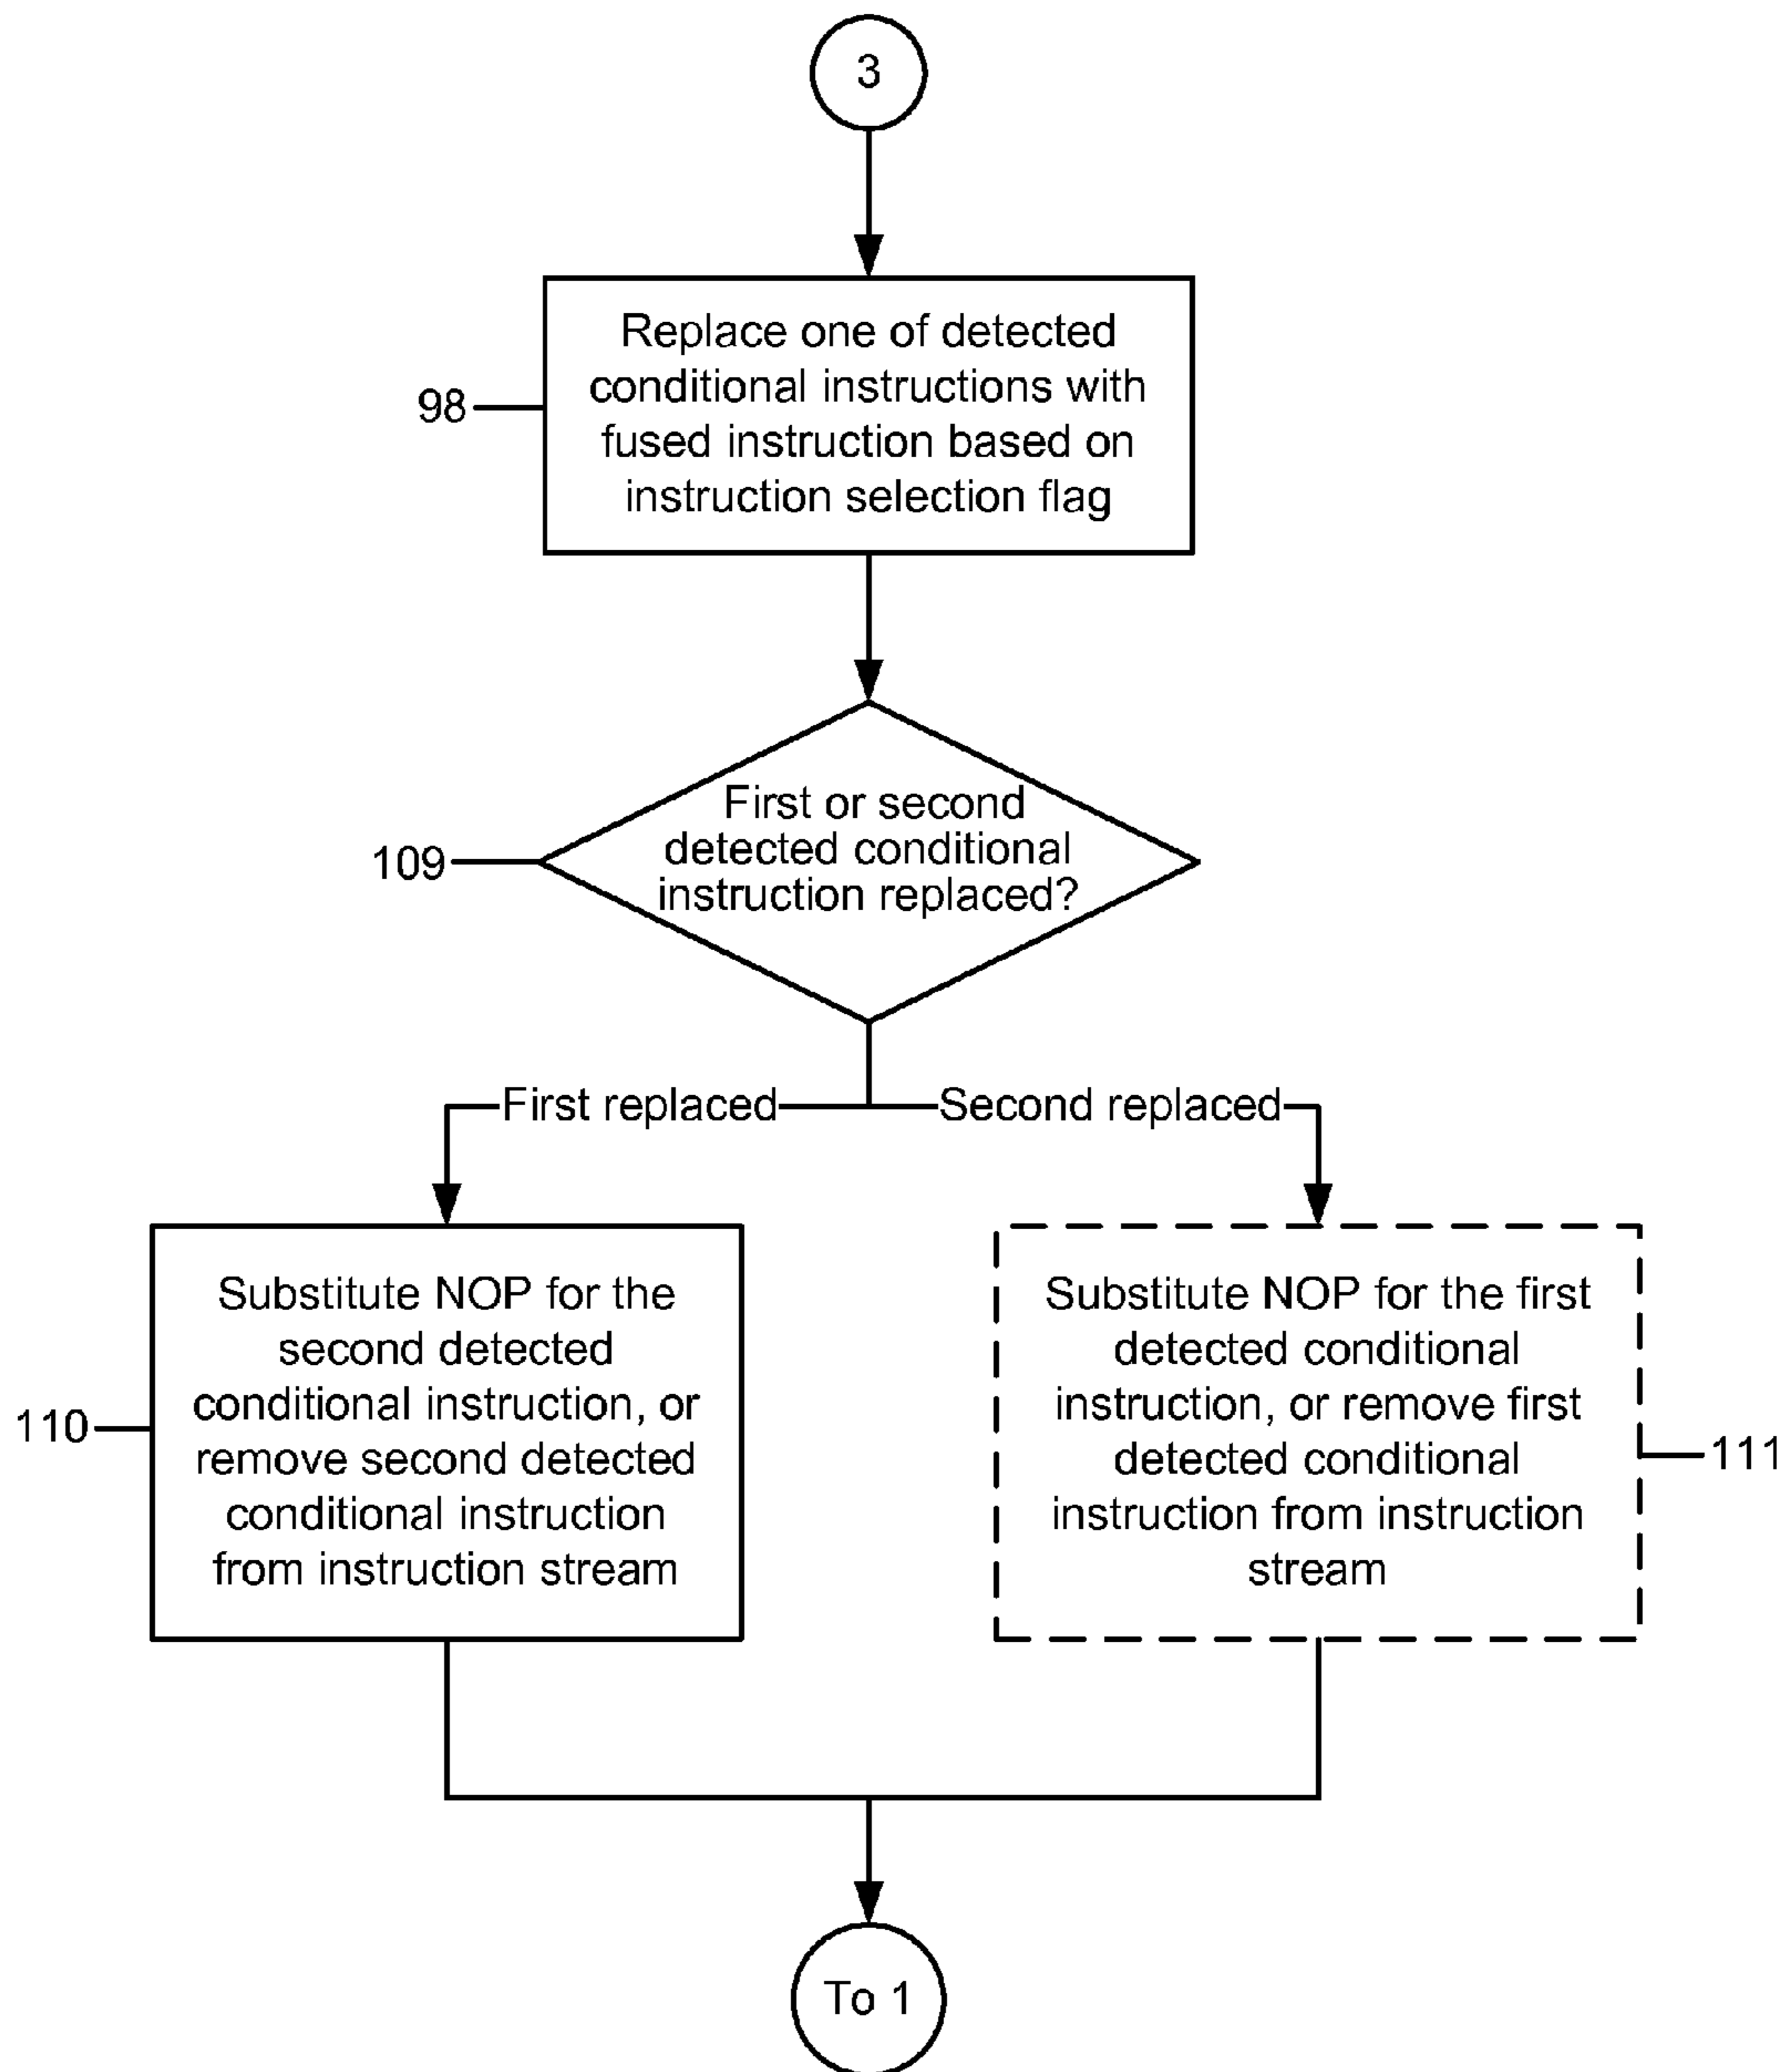 3
Replace one of detected
conditional instructions with
fused instruction based on
instruction selection flag
98
First or second
detected conditional
instruction replaced?
109
First replaced
Second replaced
Substitute NOP for the
second detected
conditional instruction, or
remove second detected
conditional instruction
from instruction stream
110
Substitute NOP for the first
detected conditional
instruction, or remove first
detected conditional
instruction from instruction
stream
111
To 1